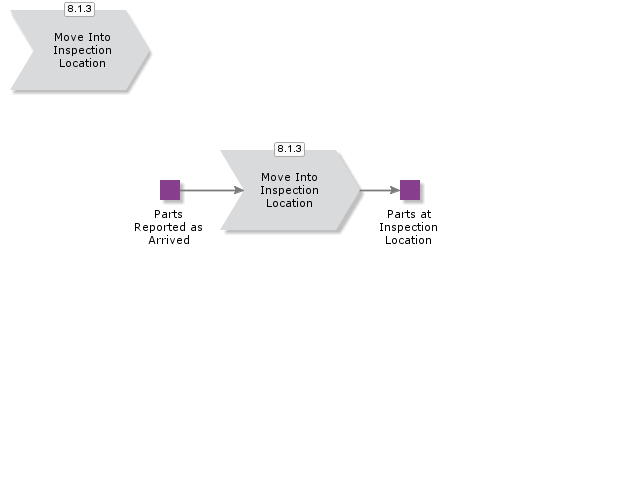 8.1.3
Move Into
Inspection
Location
8.1.3
Move Into
Inspection
Location
Parts
Reported as
Arrived
Parts at
Inspection
Location